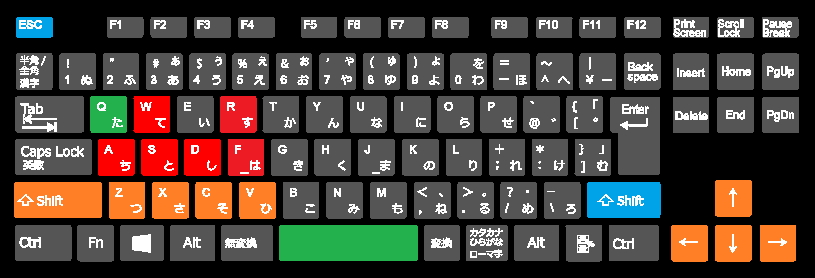 ESC F1 F2 F3 F4 F5 F6 F7 F8 F9 F10 F11 F12 Print Screen Scroll Lock Pause Break
半角/全角 漢字 ! 1 ぬ " 2 ふ # ぁ 3 あ $ ぅ 4 う % ぇ 5 え & ぉ 6 お ' ゃ 7 や ( ゅ 8 ゆ ) ょ 9 よ を 0 わ = - ほ ~ ^ へ | ¥ ー Back space Insert Home PgUp
Tab Q た W て E い R す T か Y ん U な I に O ら P せ ` @ ゛ { 「 [ ゜ Enter Delete End PgDn
Caps Lock 英数 A ち S と D し F _は G き H く J _ま K の L り + ; れ * : け } 」 ] む
Shift Z つ X さ C そ V ひ B こ N み M も < 、 , ね > 。 . る ? ・ / め _ \ ろ Shift ↑
Ctrl Fn Alt 無変換 変換 カタカナ ひらがな ローマ字 Alt Ctrl ← ↓ →